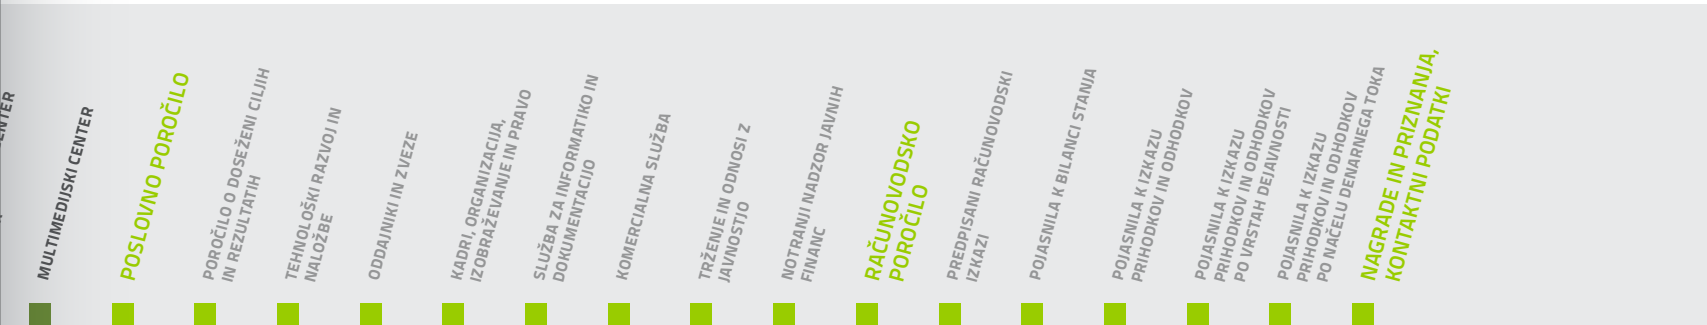 ENTER
MULTIMEDIJSKI CENTER
POSLOVNO POROČILO
POROČILO O DOSEŽENI CILJIH
IN REZULTATIH
TEHNOLOŠKI RAZVOJ IN
NALOŽBE
ODDAJNIKI IN ZVEZE
KADRI, ORGANIZACIJA,
IZOBRAŽEVANJE IN PRAVO
SLUŽBA ZA INFORMATIKO IN
DOKUMENTACIJO
KOMERCIALNA SLUŽBA
TRŽENJE IN ODNOSI Z
JAVNOSTJO
NOTRANJI NADZOR JAVNIH
FINANC
RAČUNOVODSKO
POROČILO
PREDPISANI RAČUNOVODSKI
IZKAZI
POJASNILA K BILANCI STANJA
POJASNILA K IZKAZU
PRIHODKOV IN ODHODKOV
POJASNILA K IZKAZU
PRIHODKOV IN ODHODKOV
PO VRSTAH DEJAVNOSTI
POJASNILA K IZKAZU
PRIHODKOV IN ODHODKOV
PO NAČELU DENARNEGA TOKA
NAGRADE IN PRIZNANJA,
KONTAKTNI PODATKI